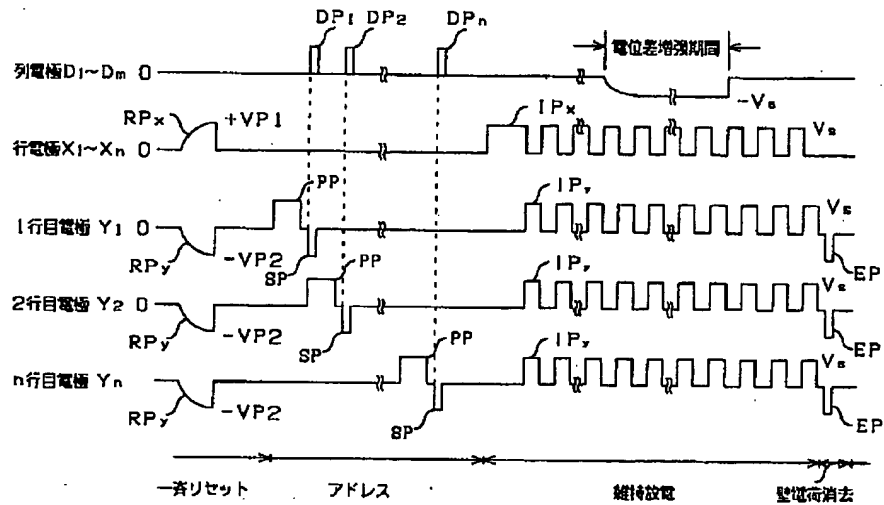 DP1 DP2 DPn
電位差増強期間
列電極D1~Dm 0
-Vs
RPx +VP1 IPx
行電極X1~Xn 0 Vs
PP IPy
1行目電極 Y1 0 Vs
RPy -VP2 SP EP
PP IPy
2行目電極 Y2 0 Vs
RPy -VP2 SP EP
PP IPy
n行目電極 Yn Vs
RPy -VP2 SP EP
一斉リセット アドレス 維持放電 壁電荷消去